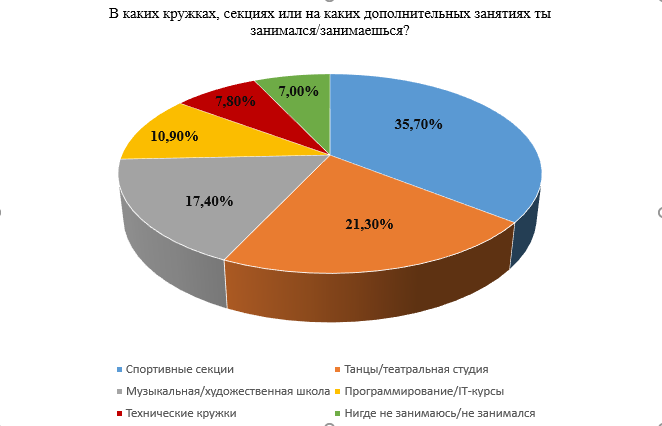 В каких кружках, секциях или на каких дополнительных занятиях ты
занимался/занимаешься?
7,00%
7,80%
35,70%
10,90%
17,40%
21,30%
Спортивные секции
Танцы/театральная студия
Музыкальная/художественная школа
Программирование/IT-курсы
Технические кружки
Нигде не занимаюсь/не занимался